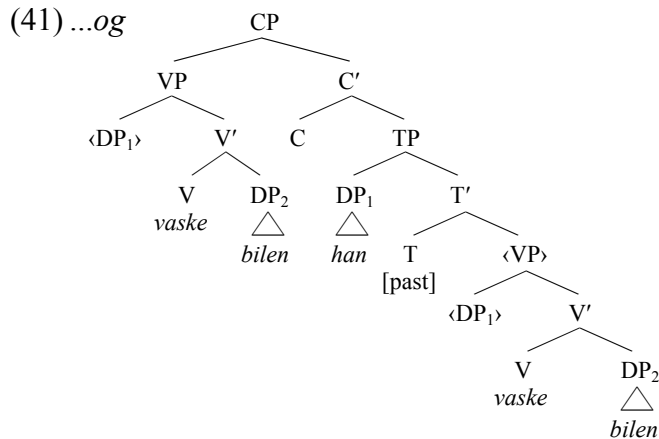 (41) ...og
CP
VP C′
‹DP₁› V′ C TP
V DP₂ DP₁ T′
vaske bilen han T ‹VP›
[past] ‹DP₁› V′
V DP₂
vaske bilen